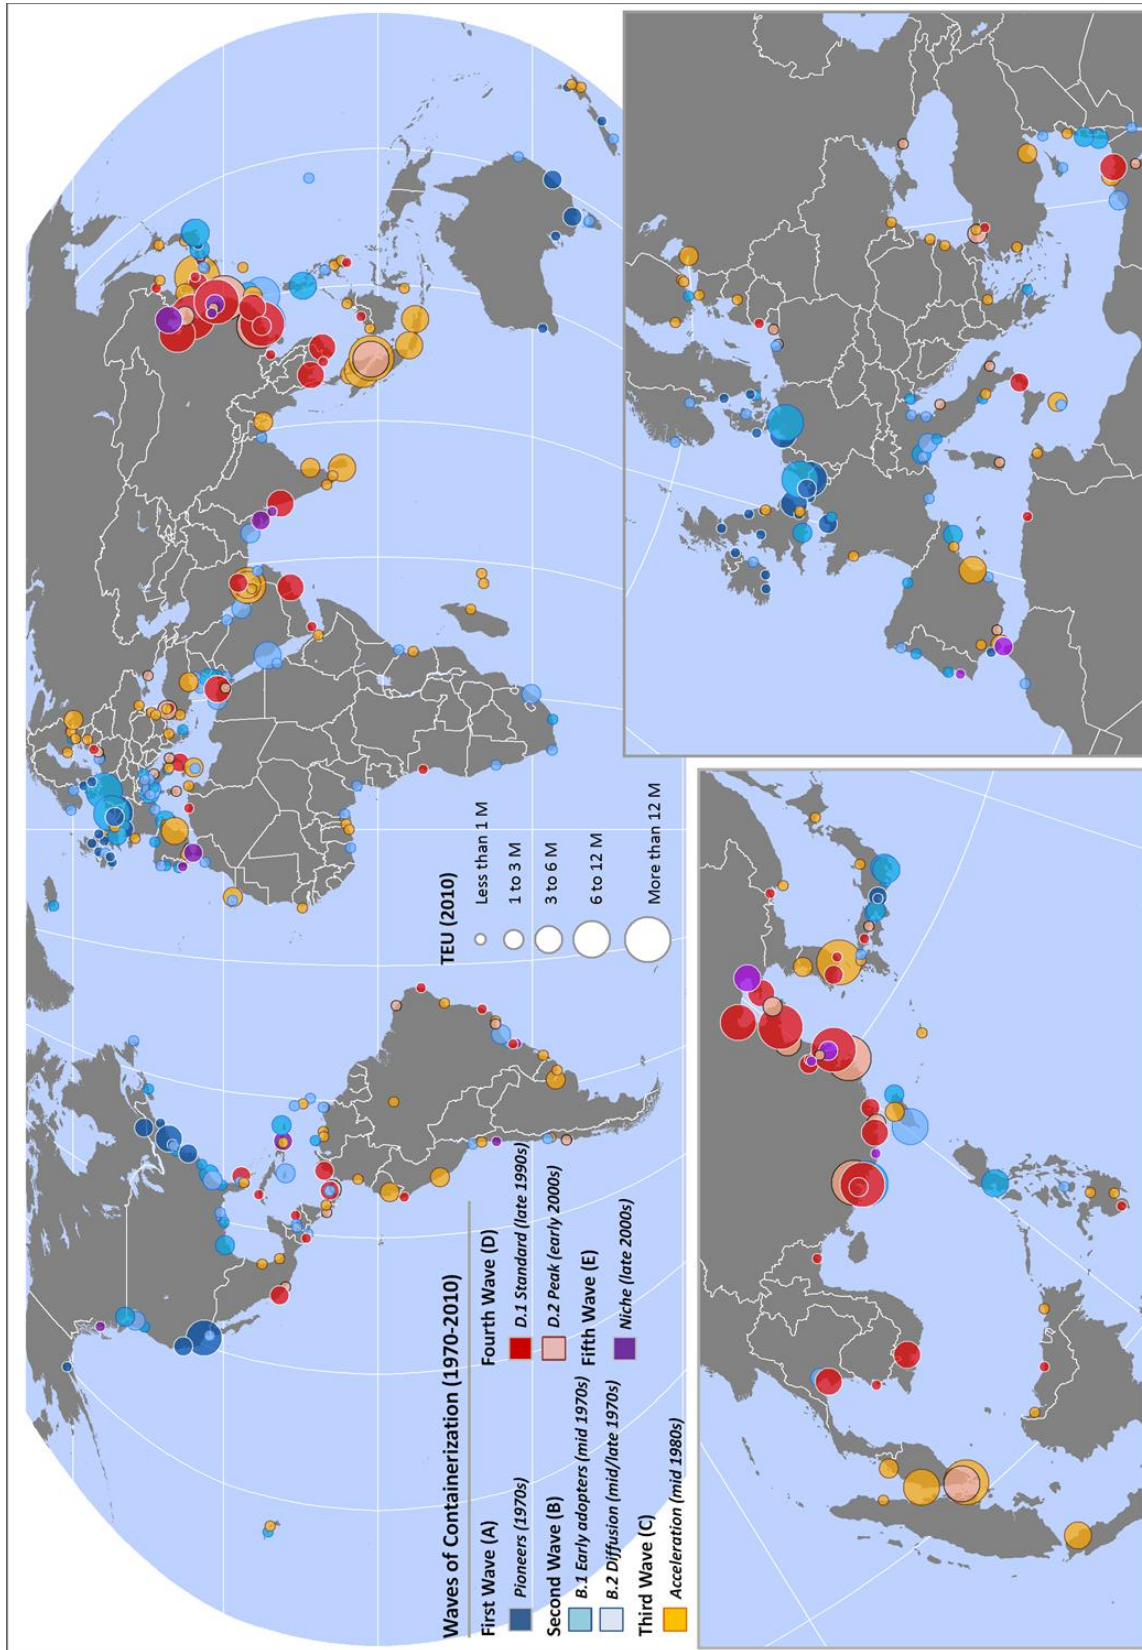 Waves of Containerization (1970-2010)
First Wave (A)
Pioneers (1970s)
Second Wave (B)
B.1 Early adopters (mid 1970s)
B.2 Diffusion (mid/late 1970s)
Third Wave (C)
Acceleration (mid 1980s)
Fourth Wave (D)
D.1 Standard (late 1990s)
D.2 Peak (early 2000s)
Fifth Wave (E)
Niche (late 2000s)
TEU (2010)
Less than 1 M
1 to 3 M
3 to 6 M
6 to 12 M
More than 12 M